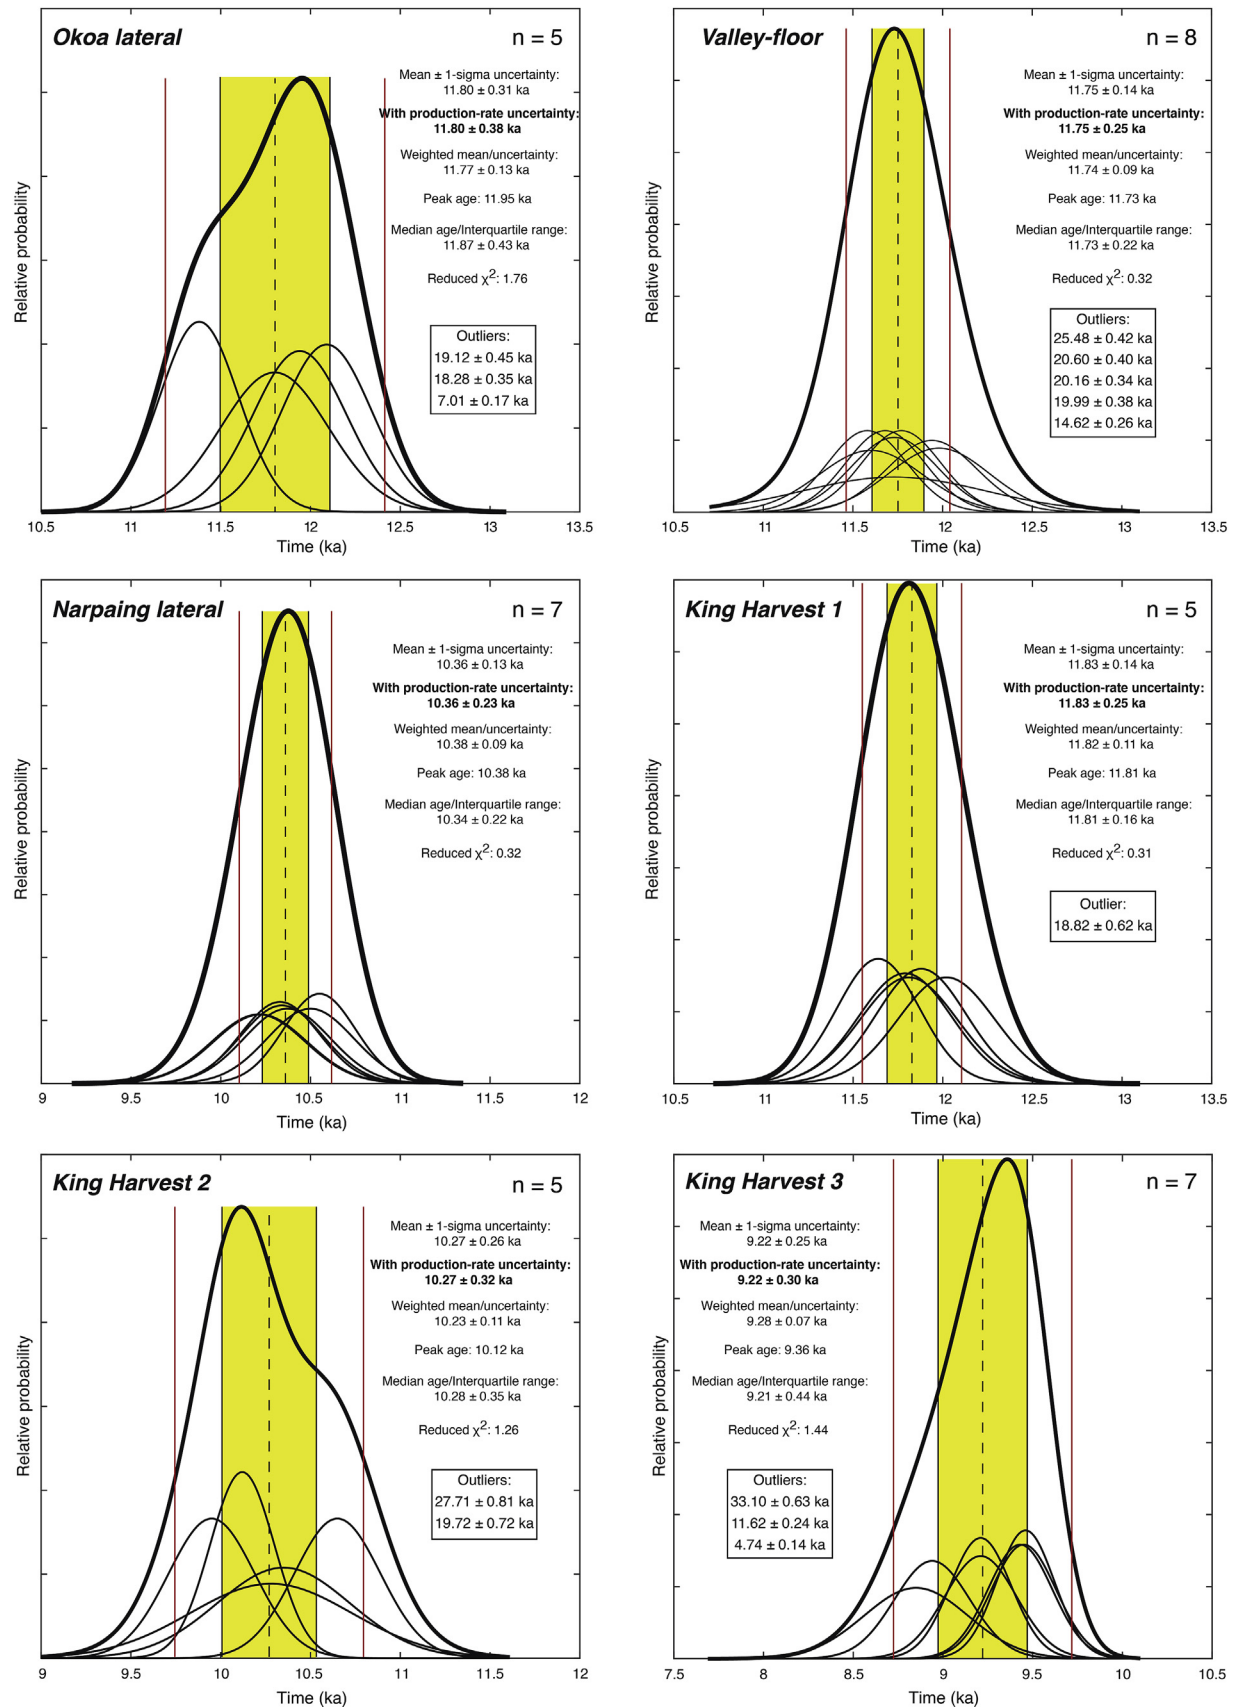 Okoa lateral
n = 5
Mean ± 1-sigma uncertainty:
11.80 ± 0.31 ka
With production-rate uncertainty:
11.80 ± 0.38 ka
Weighted mean/uncertainty:
11.77 ± 0.13 ka
Peak age: 11.95 ka
Median age/Interquartile range:
11.87 ± 0.43 ka
Reduced χ2: 1.76
Outliers:
19.12 ± 0.45 ka
18.28 ± 0.35 ka
7.01 ± 0.17 ka
Relative probability
10.5 11 11.5 12 12.5 13 13.5
Time (ka)
Valley-floor
n = 8
Mean ± 1-sigma uncertainty:
11.75 ± 0.14 ka
With production-rate uncertainty:
11.75 ± 0.25 ka
Weighted mean/uncertainty:
11.74 ± 0.09 ka
Peak age: 11.73 ka
Median age/Interquartile range:
11.73 ± 0.22 ka
Reduced χ2: 0.32
Outliers:
25.48 ± 0.42 ka
20.60 ± 0.40 ka
20.16 ± 0.34 ka
19.99 ± 0.38 ka
14.62 ± 0.26 ka
Relative probability
10.5 11 11.5 12 12.5 13 13.5
Time (ka)
Narpaing lateral
n = 7
Mean ± 1-sigma uncertainty:
10.36 ± 0.13 ka
With production-rate uncertainty:
10.36 ± 0.23 ka
Weighted mean/uncertainty:
10.38 ± 0.09 ka
Peak age: 10.38 ka
Median age/Interquartile range:
10.34 ± 0.22 ka
Reduced χ2: 0.32
Relative probability
9 9.5 10 10.5 11 11.5 12
Time (ka)
King Harvest 1
n = 5
Mean ± 1-sigma uncertainty:
11.83 ± 0.14 ka
With production-rate uncertainty:
11.83 ± 0.25 ka
Weighted mean/uncertainty:
11.82 ± 0.11 ka
Peak age: 11.81 ka
Median age/Interquartile range:
11.81 ± 0.16 ka
Reduced χ2: 0.31
Outlier:
18.82 ± 0.62 ka
Relative probability
10.5 11 11.5 12 12.5 13 13.5
Time (ka)
King Harvest 2
n = 5
Mean ± 1-sigma uncertainty:
10.27 ± 0.26 ka
With production-rate uncertainty:
10.27 ± 0.32 ka
Weighted mean/uncertainty:
10.23 ± 0.11 ka
Peak age: 10.12 ka
Median age/Interquartile range:
10.28 ± 0.35 ka
Reduced χ2: 1.26
Outliers:
27.71 ± 0.81 ka
19.72 ± 0.72 ka
Relative probability
9 9.5 10 10.5 11 11.5 12
Time (ka)
King Harvest 3
n = 7
Mean ± 1-sigma uncertainty:
9.22 ± 0.25 ka
With production-rate uncertainty:
9.22 ± 0.30 ka
Weighted mean/uncertainty:
9.28 ± 0.07 ka
Peak age: 9.36 ka
Median age/Interquartile range:
9.21 ± 0.44 ka
Reduced χ2: 1.44
Outliers:
33.10 ± 0.63 ka
11.62 ± 0.24 ka
4.74 ± 0.14 ka
Relative probability
7.5 8 8.5 9 9.5 10 10.5
Time (ka)